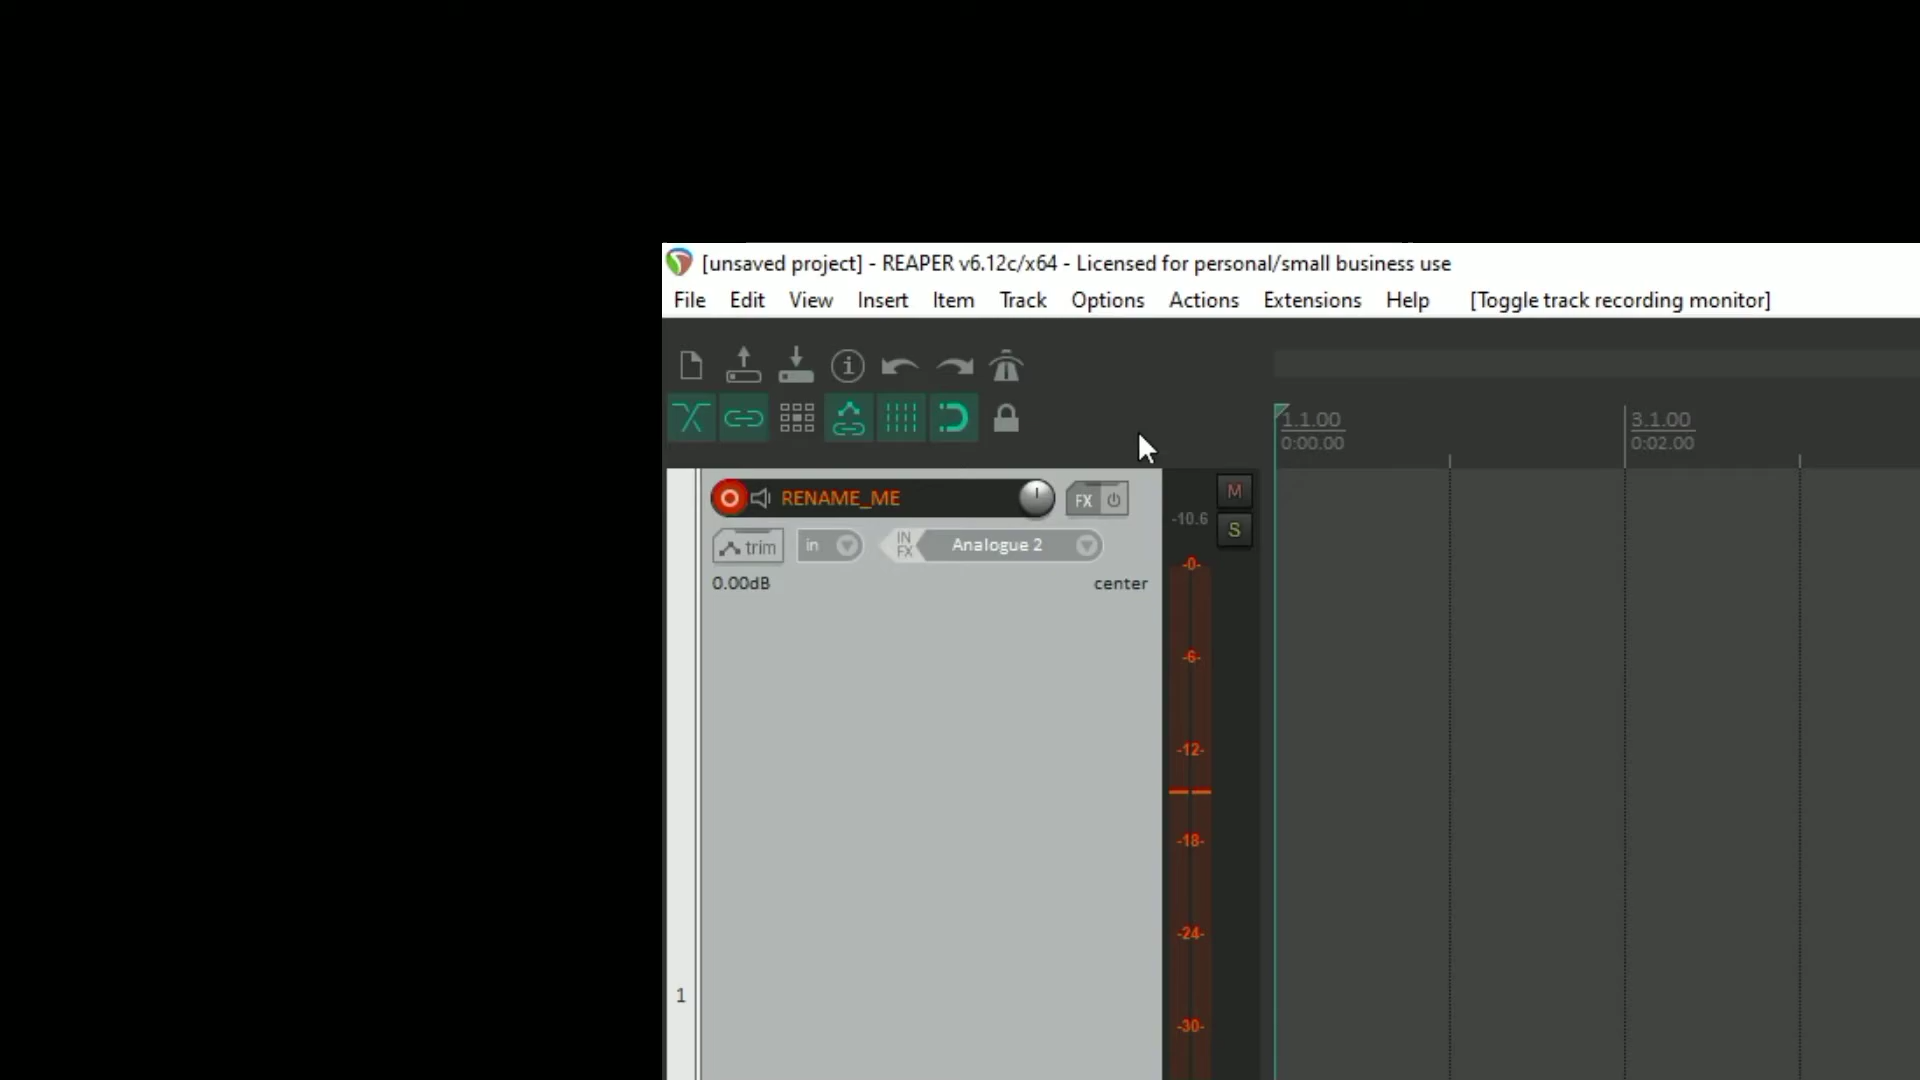 [unsaved project] - REAPER v6.12c/x64 - Licensed for personal/small business use
File Edit View Insert Item Track Options Actions Extensions Help [Toggle track recording monitor]
1.1.00 3.1.00
0:00.00 0:02.00
RENAME_ME FX M
-10.6 S
trim in IN FX Analogue 2
-0-
0.00dB center
-6-
-12-
-18-
-24-
1
-30-